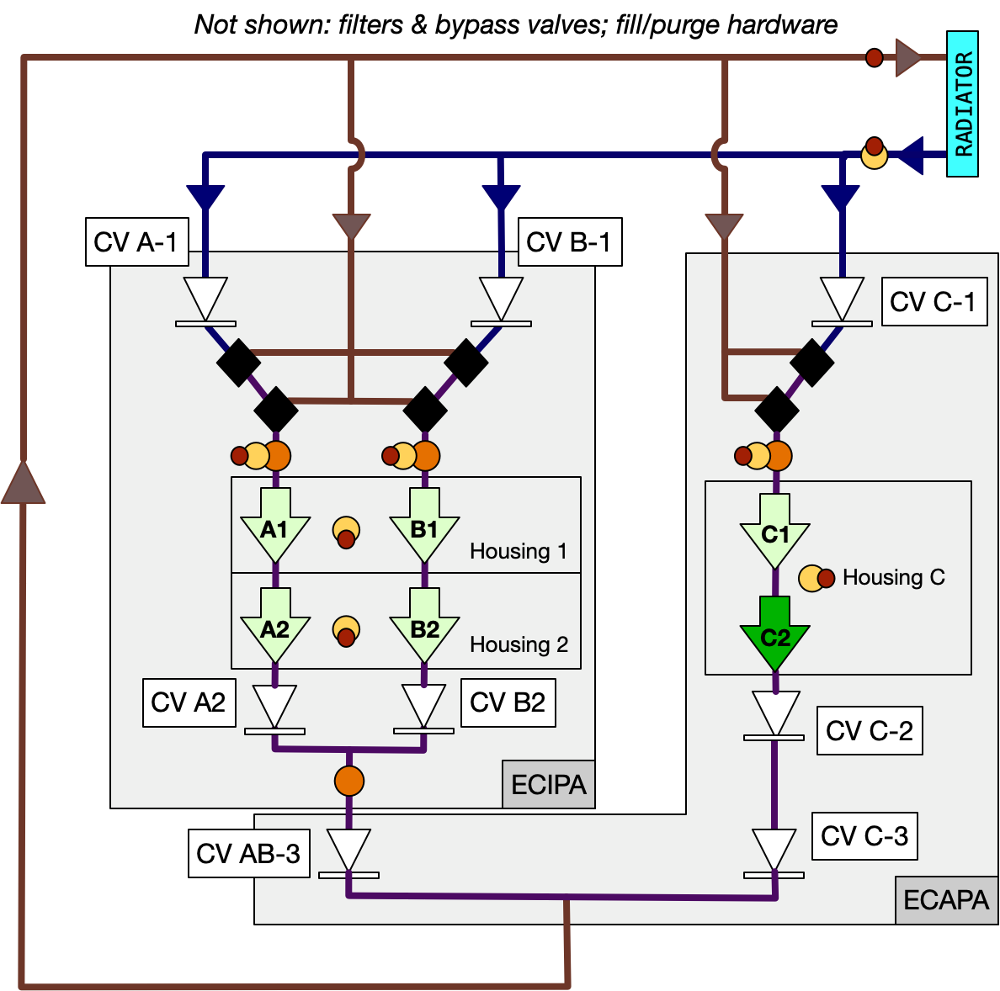 Not shown: filters & bypass valves; fill/purge hardware
RADIATOR
CV A-1
CV B-1
CV C-1
A1
B1
Housing 1
C1
Housing C
A2
B2
Housing 2
C2
CV A2
CV B2
CV C-2
ECIPA
CV AB-3
CV C-3
ECAPA